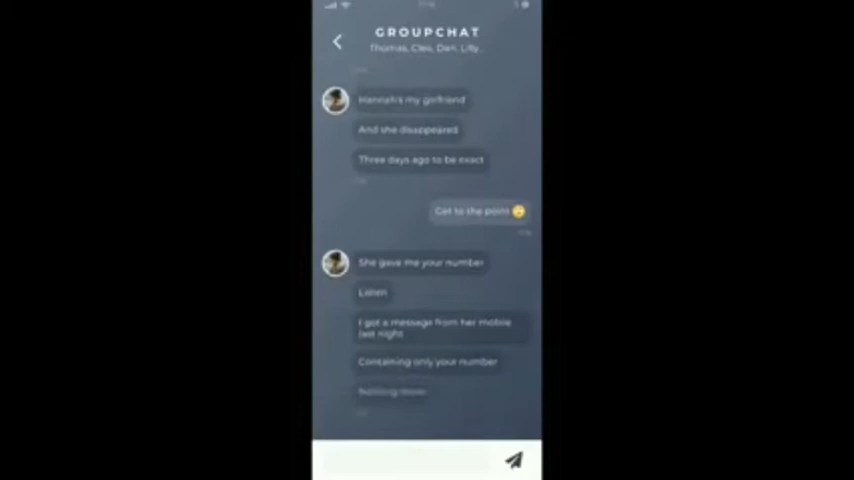 GROUPCHAT
Thomas, Cleo, Dan, Lilly...
Hannah's my girlfriend
And she disappeared
Three days ago to be exact
Get to the point 🙄
She gave me your number
Listen
I got a message from her mobile
last night
Containing only your number
Nothing more